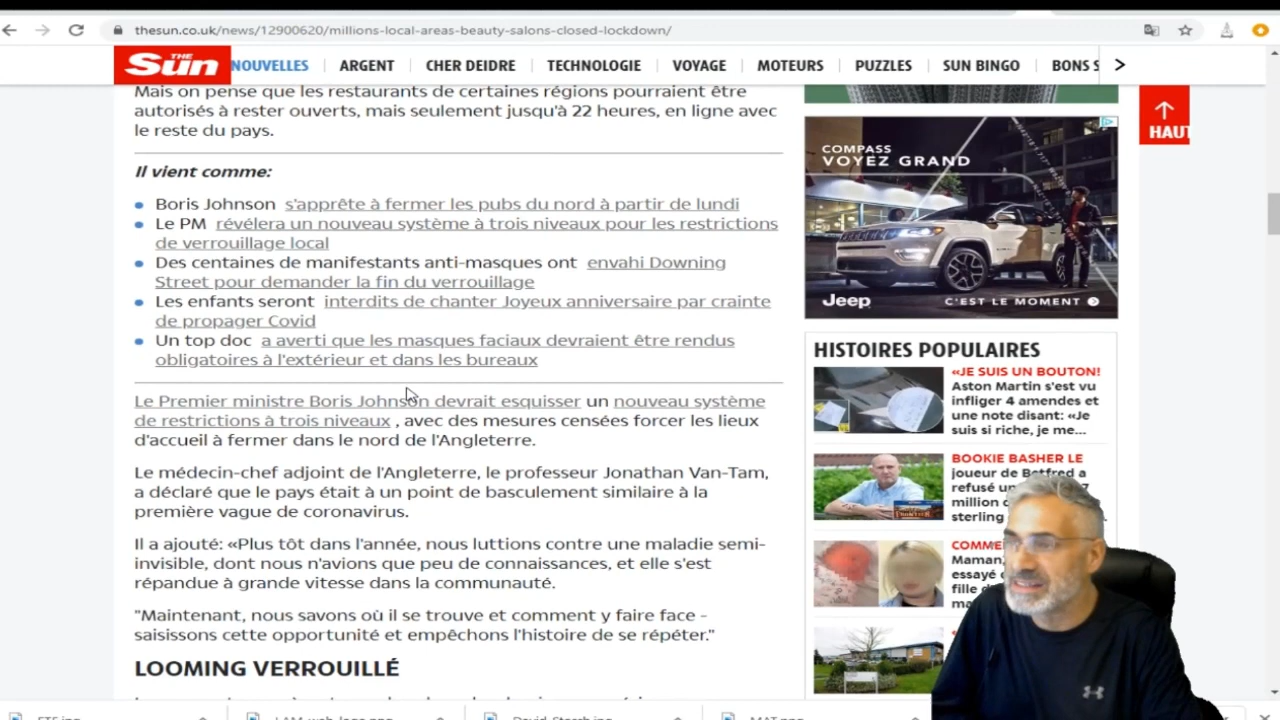 thesun.co.uk/news/12900620/millions-local-areas-beauty-salons-closed-lockdown/
THE Sun
NOUVELLES
ARGENT
CHER DEIDRE
TECHNOLOGIE
VOYAGE
MOTEURS
PUZZLES
SUN BINGO
BONS S
Mais on pense que les restaurants de certaines régions pourraient être
autorisés à rester ouverts, mais seulement jusqu'à 22 heures, en ligne avec
le reste du pays.
Il vient comme:
Boris Johnson s'apprête à fermer les pubs du nord à partir de lundi
Le PM révélera un nouveau système à trois niveaux pour les restrictions
de verrouillage local
Des centaines de manifestants anti-masques ont envahi Downing
Street pour demander la fin du verrouillage
Les enfants seront interdits de chanter Joyeux anniversaire par crainte
de propager Covid
Un top doc a averti que les masques faciaux devraient être rendus
obligatoires à l'extérieur et dans les bureaux
Le Premier ministre Boris Johnson devrait esquisser un nouveau système
de restrictions à trois niveaux , avec des mesures censées forcer les lieux
d'accueil à fermer dans le nord de l'Angleterre.
Le médecin-chef adjoint de l'Angleterre, le professeur Jonathan Van-Tam,
a déclaré que le pays était à un point de basculement similaire à la
première vague de coronavirus.
Il a ajouté: «Plus tôt dans l'année, nous luttions contre une maladie semi-
invisible, dont nous n'avions que peu de connaissances, et elle s'est
répandue à grande vitesse dans la communauté.
"Maintenant, nous savons où il se trouve et comment y faire face -
saisissons cette opportunité et empêchons l'histoire de se répéter."
LOOMING VERROUILLÉ
COMPASS
VOYEZ GRAND
Jeep
C'EST LE MOMENT
HAUT
HISTOIRES POPULAIRES
«JE SUIS UN BOUTON!
Aston Martin s'est vu
infliger 4 amendes et
une note disant: «Je
suis si riche, je me...
BOOKIE BASHER LE
joueur de Betfred a
refusé
million
sterling
COMME
Maman,
essayé
fille